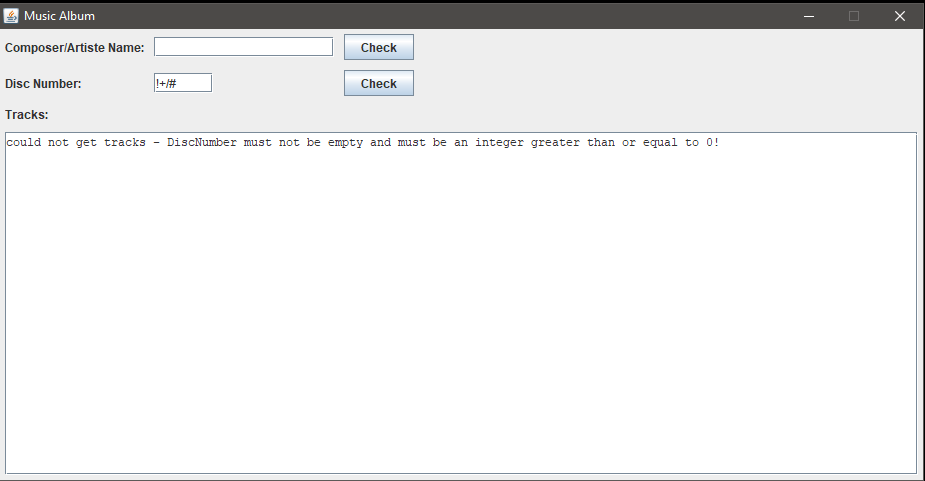 Music Album
Composer/Artiste Name: Check
Disc Number: !+/# Check
Tracks:
could not get tracks - DiscNumber must not be empty and must be an integer greater than or equal to 0!